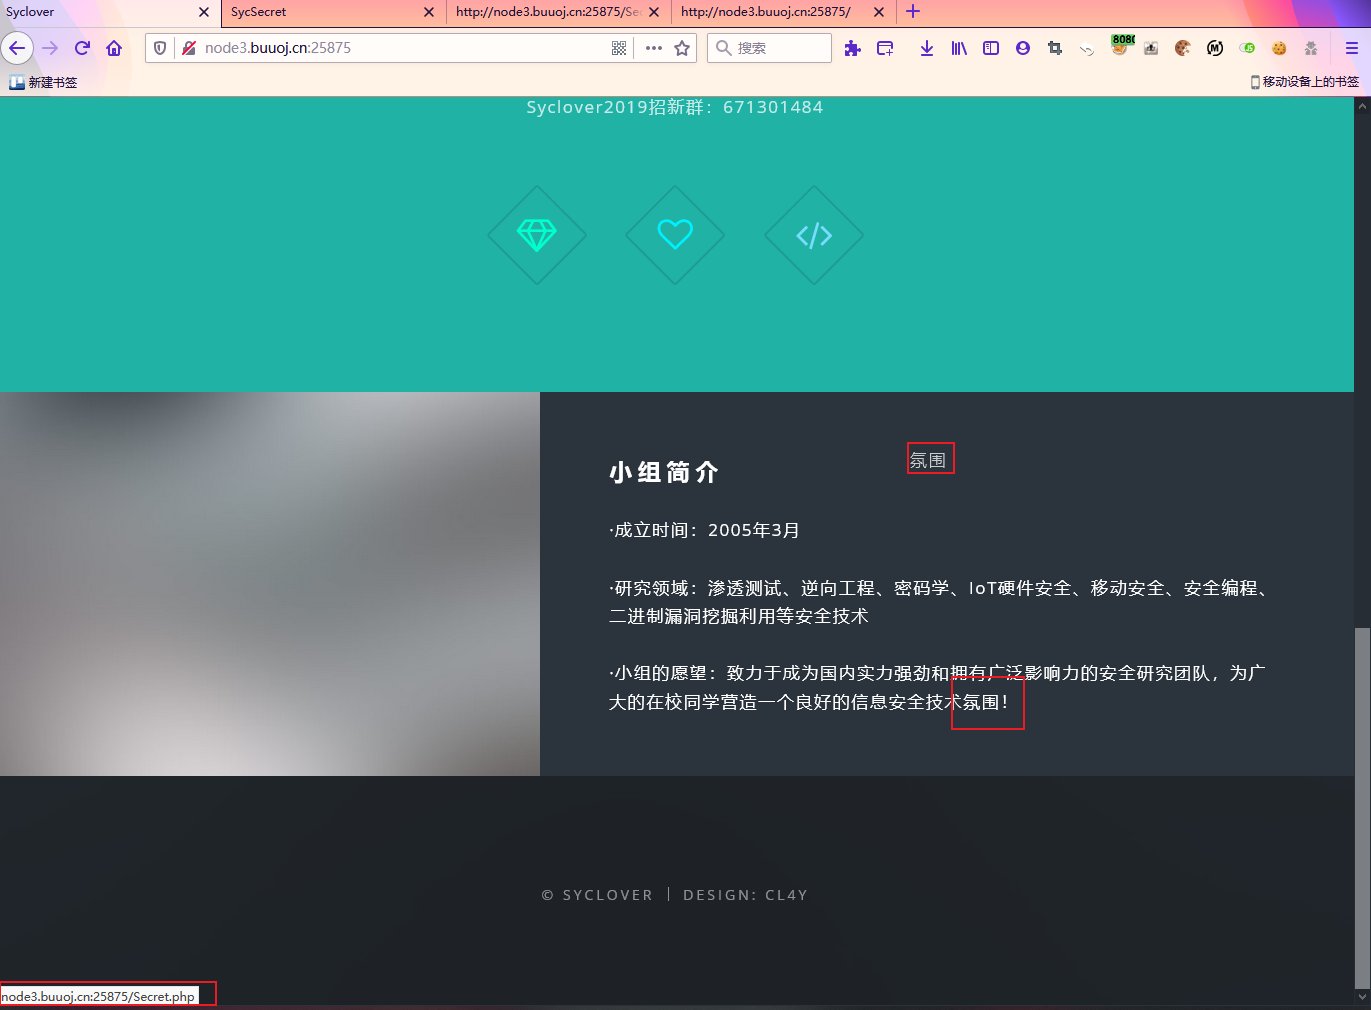 Syclover
SycSecret
http://node3.buuoj.cn:25875/Sec
http://node3.buuoj.cn:25875/
node3.buuoj.cn:25875
搜索
8080
新建书签
移动设备上的书签
Syclover2019招新群：671301484
氛围
小组简介
·成立时间：2005年3月
·研究领域：渗透测试、逆向工程、密码学、IoT硬件安全、移动安全、安全编程、
二进制漏洞挖掘利用等安全技术
·小组的愿望：致力于成为国内实力强劲和拥有广泛影响力的安全研究团队，为广
大的在校同学营造一个良好的信息安全技术氛围！
© SYCLOVER | DESIGN: CL4Y
node3.buuoj.cn:25875/Secret.php